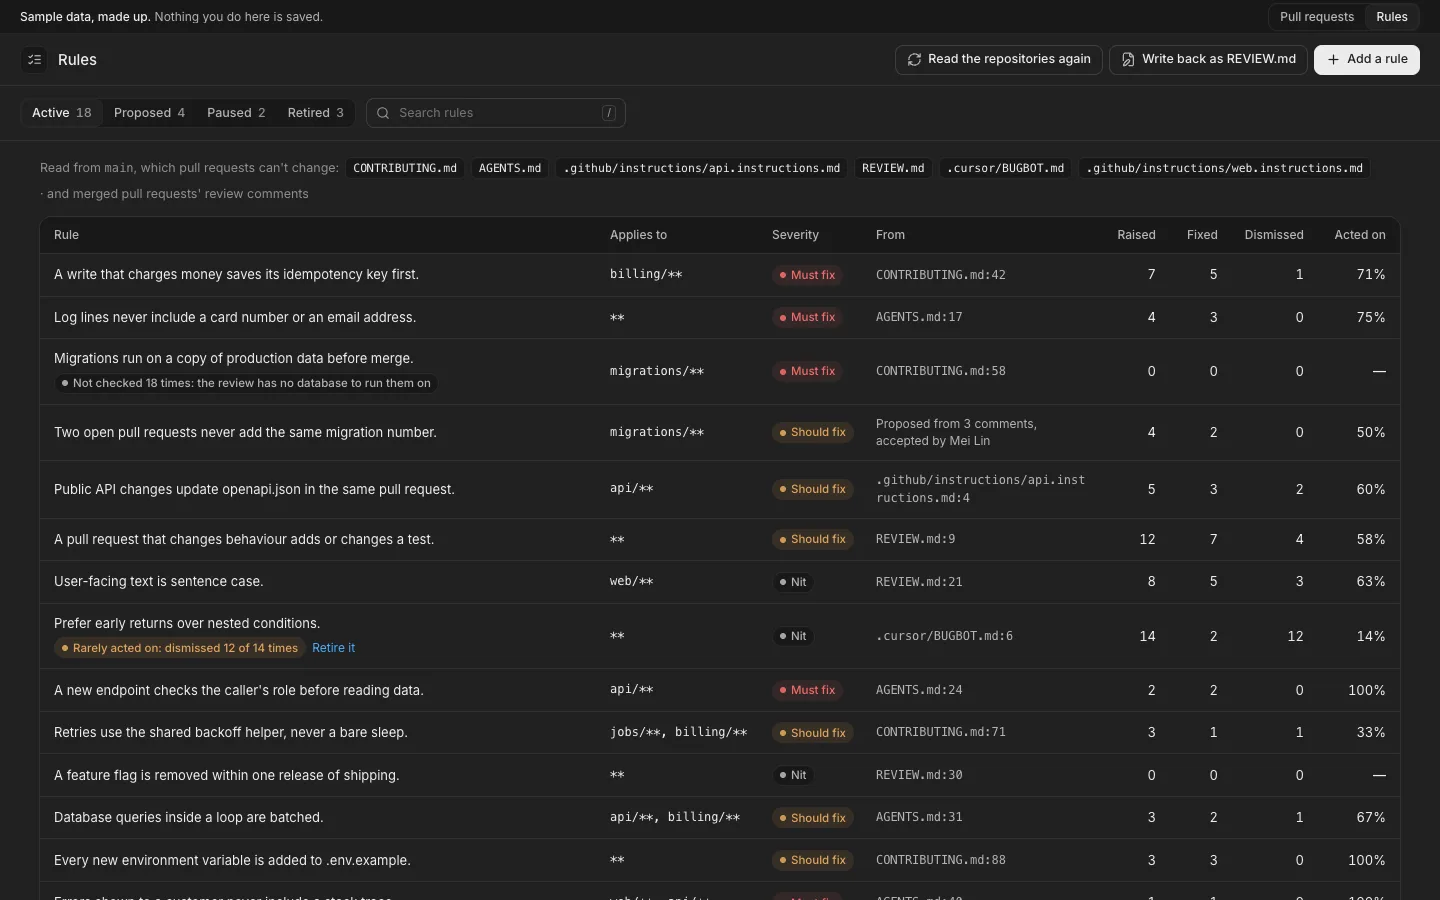 Sample data, made up. Nothing you do here is saved.
Pull requests
Rules
Rules
Read the repositories again
Write back as REVIEW.md
Add a rule
Active 18
Proposed 4
Paused 2
Retired 3
Search rules
/
Read from main, which pull requests can't change: CONTRIBUTING.md AGENTS.md .github/instructions/api.instructions.md REVIEW.md .cursor/BUGBOT.md .github/instructions/web.instructions.md
· and merged pull requests' review comments
Rule Applies to Severity From Raised Fixed Dismissed Acted on
A write that charges money saves its idempotency key first. billing/** Must fix CONTRIBUTING.md:42 7 5 1 71%
Log lines never include a card number or an email address. ** Must fix AGENTS.md:17 4 3 0 75%
Migrations run on a copy of production data before merge.
Not checked 18 times: the review has no database to run them on
migrations/** Must fix CONTRIBUTING.md:58 0 0 0 —
Two open pull requests never add the same migration number. migrations/** Should fix
Proposed from 3 comments,
accepted by Mei Lin
4 2 0 50%
Public API changes update openapi.json in the same pull request. api/** Should fix
.github/instructions/api.inst
ructions.md:4
5 3 2 60%
A pull request that changes behaviour adds or changes a test. ** Should fix REVIEW.md:9 12 7 4 58%
User-facing text is sentence case. web/** Nit REVIEW.md:21 8 5 3 63%
Prefer early returns over nested conditions.
Rarely acted on: dismissed 12 of 14 times Retire it
** Nit .cursor/BUGBOT.md:6 14 2 12 14%
A new endpoint checks the caller's role before reading data. api/** Must fix AGENTS.md:24 2 2 0 100%
Retries use the shared backoff helper, never a bare sleep. jobs/**, billing/** Should fix CONTRIBUTING.md:71 3 1 1 33%
A feature flag is removed within one release of shipping. ** Nit REVIEW.md:30 0 0 0 —
Database queries inside a loop are batched. api/**, billing/** Should fix AGENTS.md:31 3 2 1 67%
Every new environment variable is added to .env.example. ** Should fix CONTRIBUTING.md:88 3 3 0 100%